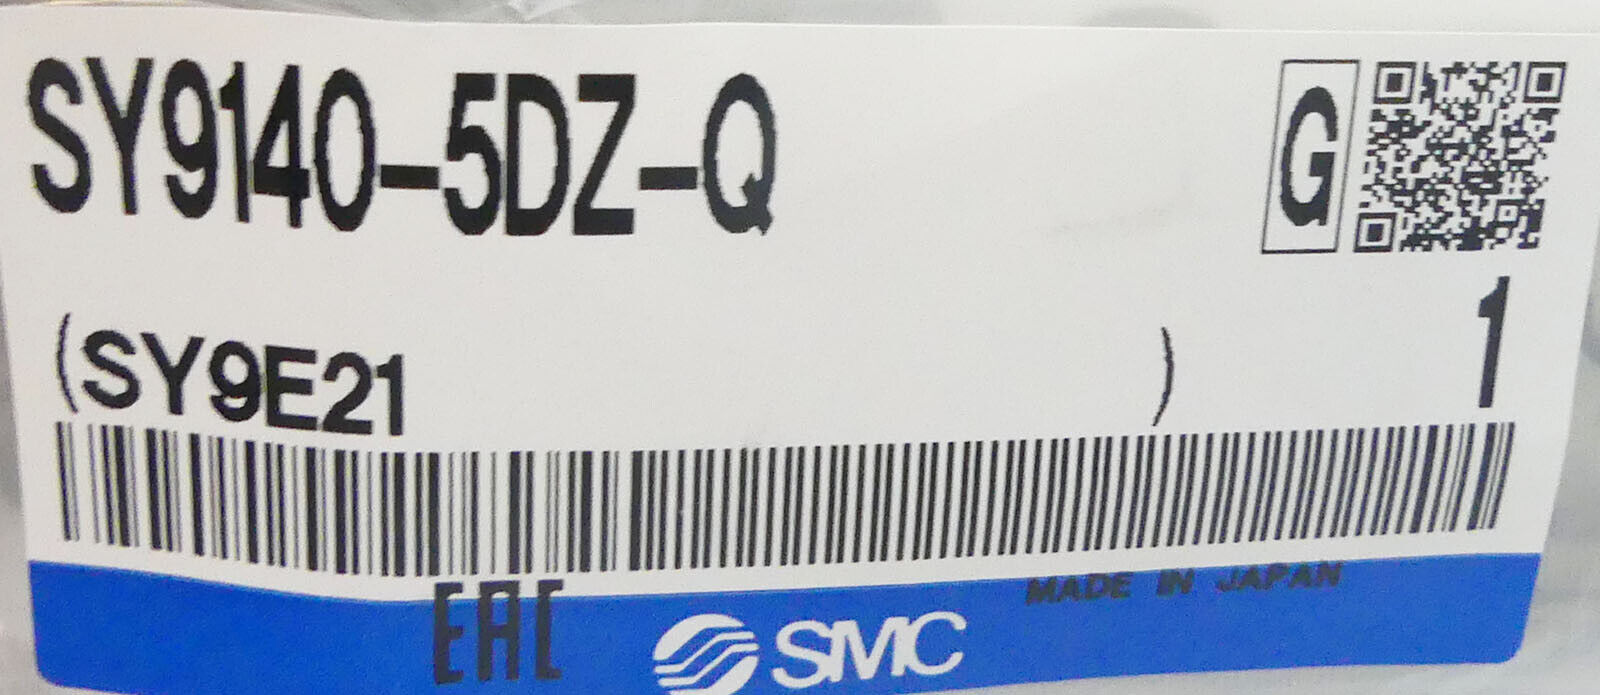 SY9140-5DZ-Q
G
(SY9E21 )
1
MADE IN JAPAN
EAC
SMC